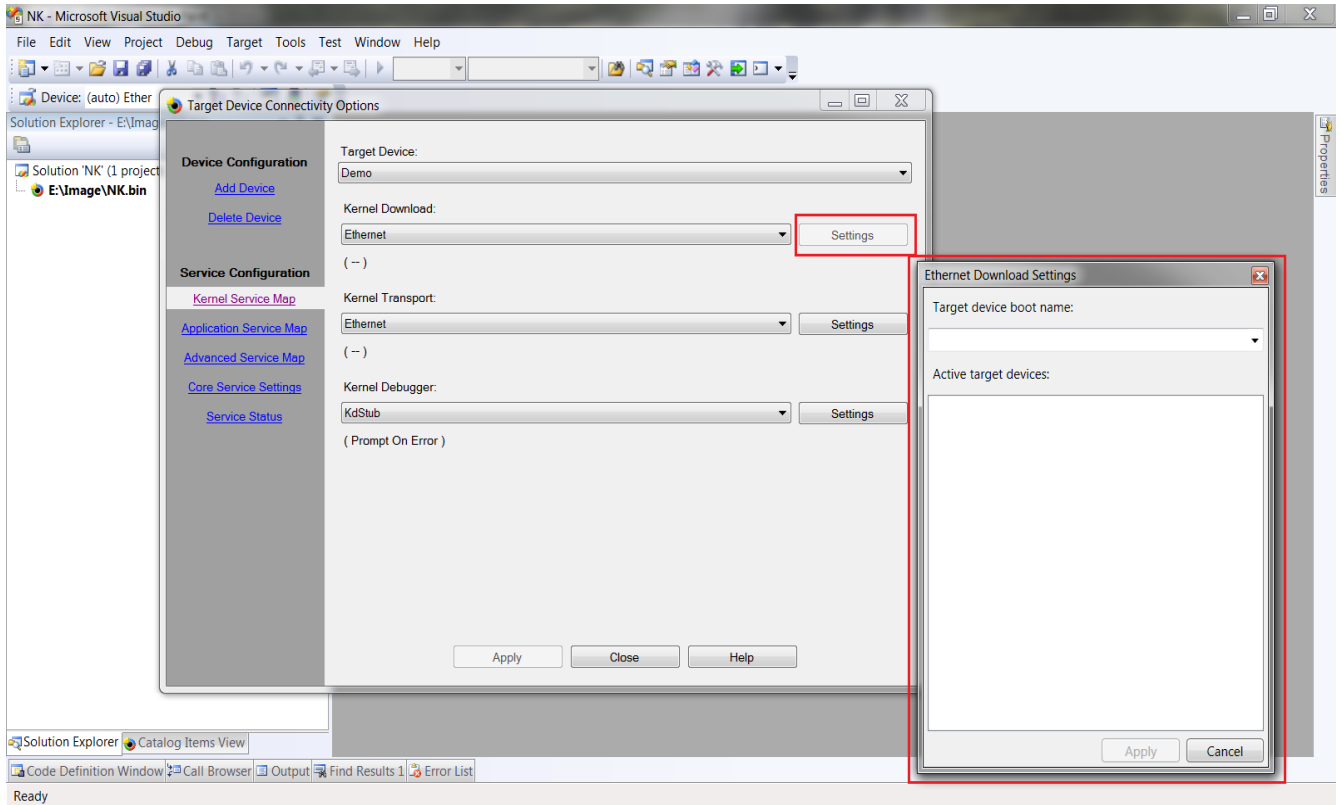 NK - Microsoft Visual Studio
File Edit View Project Debug Target Tools Test Window Help
Device: (auto) Ether
Target Device Connectivity Options
Solution Explorer - E:\Imag
Solution 'NK' (1 project
E:\Image\NK.bin
Properties
Device Configuration
Add Device
Delete Device
Service Configuration
Kernel Service Map
Application Service Map
Advanced Service Map
Core Service Settings
Service Status
Target Device:
Demo
Kernel Download:
Ethernet
Settings
( -- )
Kernel Transport:
Ethernet
Settings
( -- )
Kernel Debugger:
KdStub
Settings
( Prompt On Error )
Apply Close Help
Ethernet Download Settings
Target device boot name:
Active target devices:
Apply Cancel
Solution Explorer Catalog Items View
Code Definition Window Call Browser Output Find Results 1 Error List
Ready